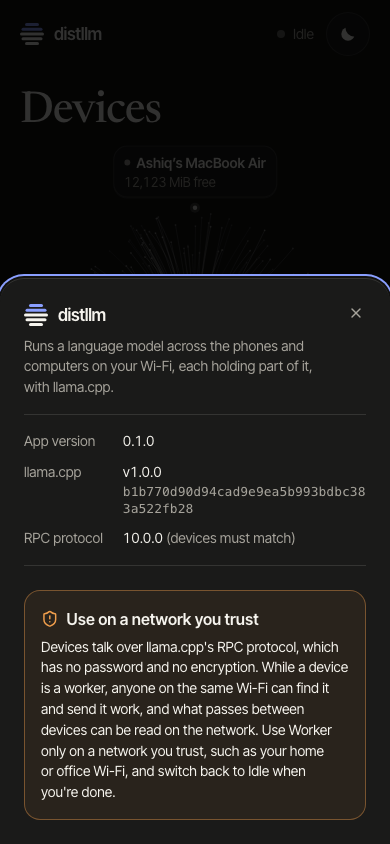 distllm
Idle
Devices
Ashiq's MacBook Air
12,123 MiB free
distllm
Runs a language model across the phones and
computers on your Wi-Fi, each holding part of it,
with llama.cpp.
App version 0.1.0
llama.cpp v1.0.0
b1b770d90d94cad9e9ea5b993bdbc38
3a522fb28
RPC protocol 10.0.0 (devices must match)
Use on a network you trust
Devices talk over llama.cpp's RPC protocol, which
has no password and no encryption. While a device
is a worker, anyone on the same Wi-Fi can find it
and send it work, and what passes between
devices can be read on the network. Use Worker
only on a network you trust, such as your home
or office Wi-Fi, and switch back to Idle when
you're done.